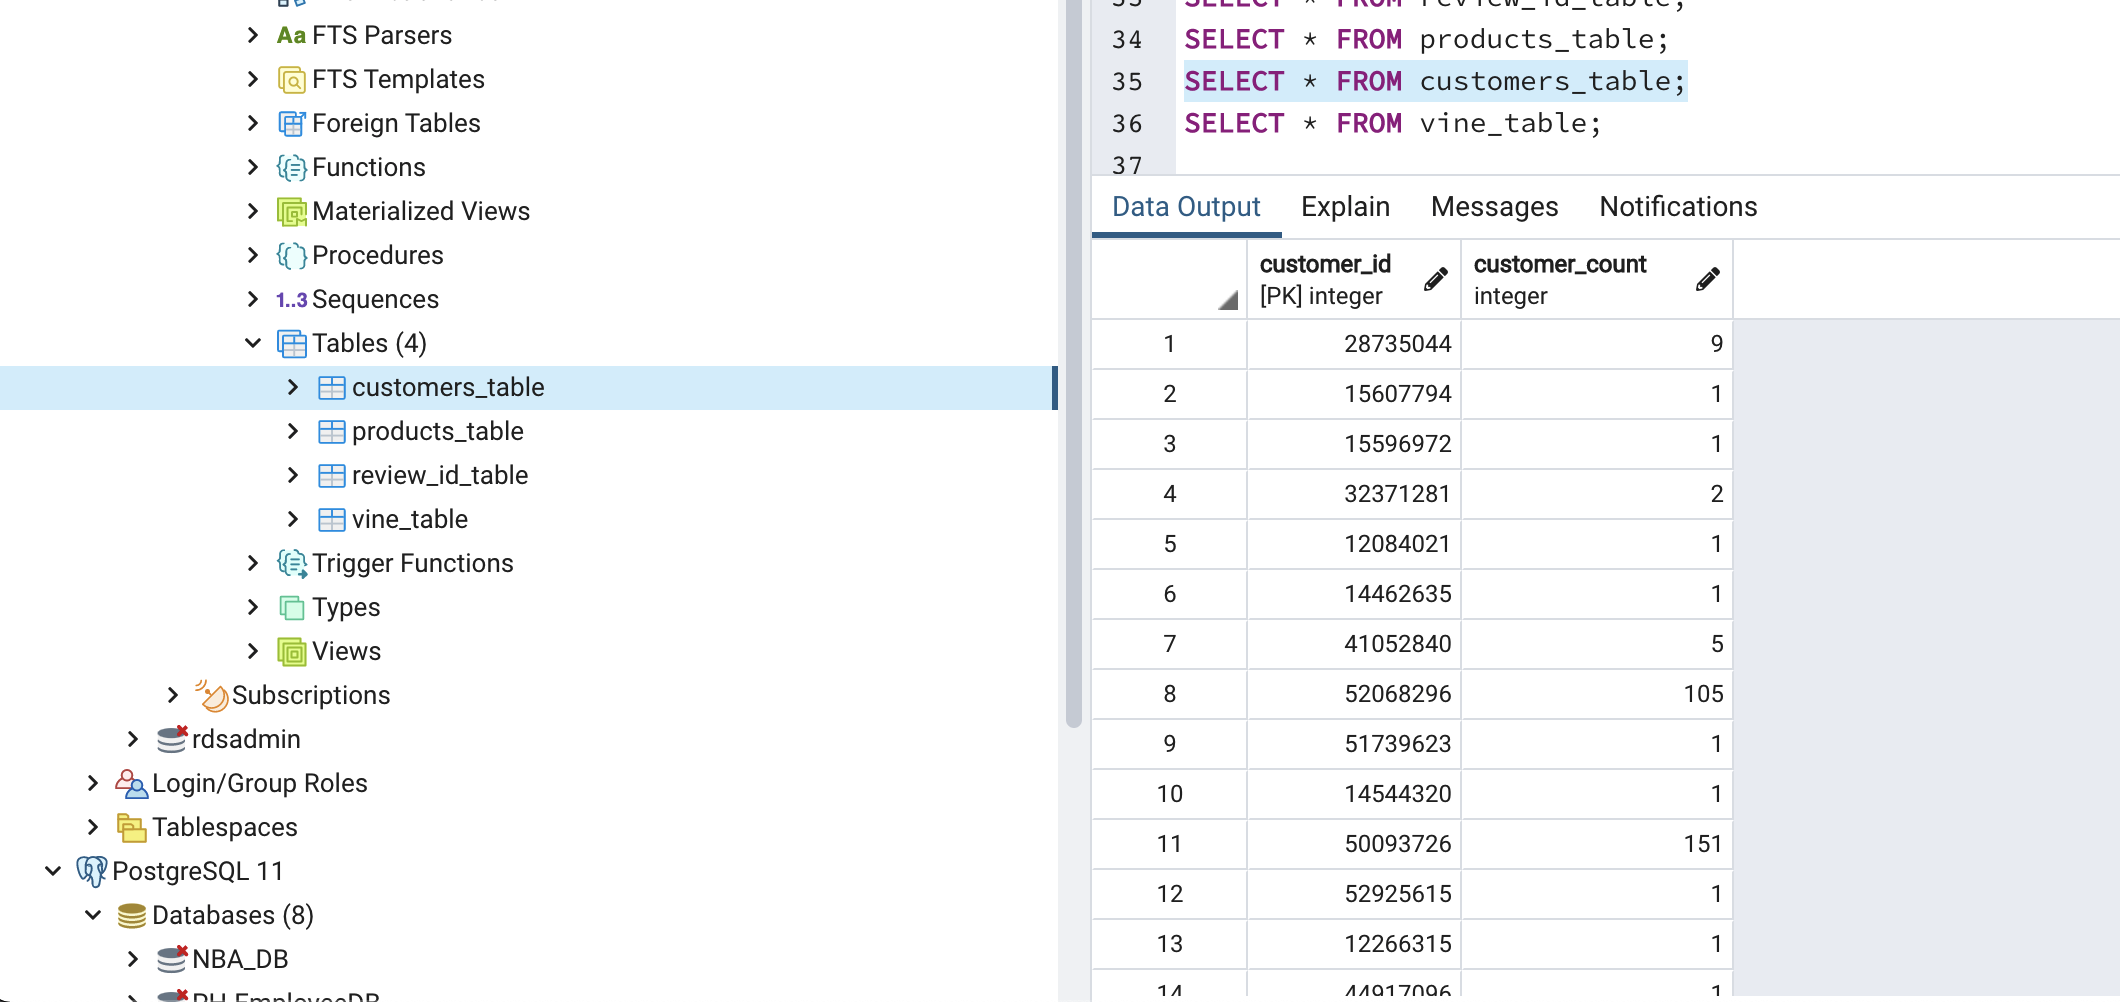 FTS Parsers
FTS Templates
Foreign Tables
Functions
Materialized Views
Procedures
1..3 Sequences
Tables (4)
customers_table
products_table
review_id_table
vine_table
Trigger Functions
Types
Views
Subscriptions
rdsadmin
Login/Group Roles
Tablespaces
PostgreSQL 11
Databases (8)
NBA_DB
PH-EmployeeDB
33 SELECT * FROM review_id_table;
34 SELECT * FROM products_table;
35 SELECT * FROM customers_table;
36 SELECT * FROM vine_table;
37
Data Output Explain Messages Notifications
customer_id customer_count
[PK] integer integer
1 28735044 9
2 15607794 1
3 15596972 1
4 32371281 2
5 12084021 1
6 14462635 1
7 41052840 5
8 52068296 105
9 51739623 1
10 14544320 1
11 50093726 151
12 52925615 1
13 12266315 1
14 44917096 1